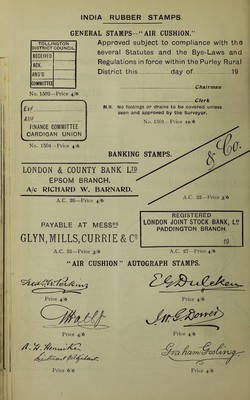 INDIA RUBBER STAMPS.
GENERAL STAMPS—"AIR CUSHION."
TOLLINGTON
DISTRICT COUNCIL
RECEIVED
ACK.
ANS'D
COMMITTEE
No. 1502—Price 4/6
Approved subject to compliance with the
several Statutes and the Bye-Laws and
Regulations in force within the Purley Rural
District this day of 19
Chairman
Clerk
N.B. No footings or drains to be covered unless
seen and approved by the Surveyor.
No. 1503—Price 10/6
FINANCE COMMITTEE
CARDIGAN UNION
No. 1504—Price 4/6
BANKING STAMPS.
LONDON & COUNTY BANK LTD
EPSOM BRANCH.
A/c RICHARD W. BARNARD.
A.C. 26—Price 4/6
& Co.
A.C. 22—Price 3/6
PAYABLE AT MESSRS
GLYN, MILLS, CURRIE & CO
A.C. 25—Price 3/6
REGISTERED
LONDON JOINT STOCK BANK, LD
PADDINGTON BRANCH.
19
A.C. 27—Price 4/6
"AIR CUSHION" AUTOGRAPH STAMPS.
Price 4/6
Price 4/6
Price 4/6
Price 4/6
Lieutenant & Adjutant
Price 6/6
Graham Gosling
Price 4/6